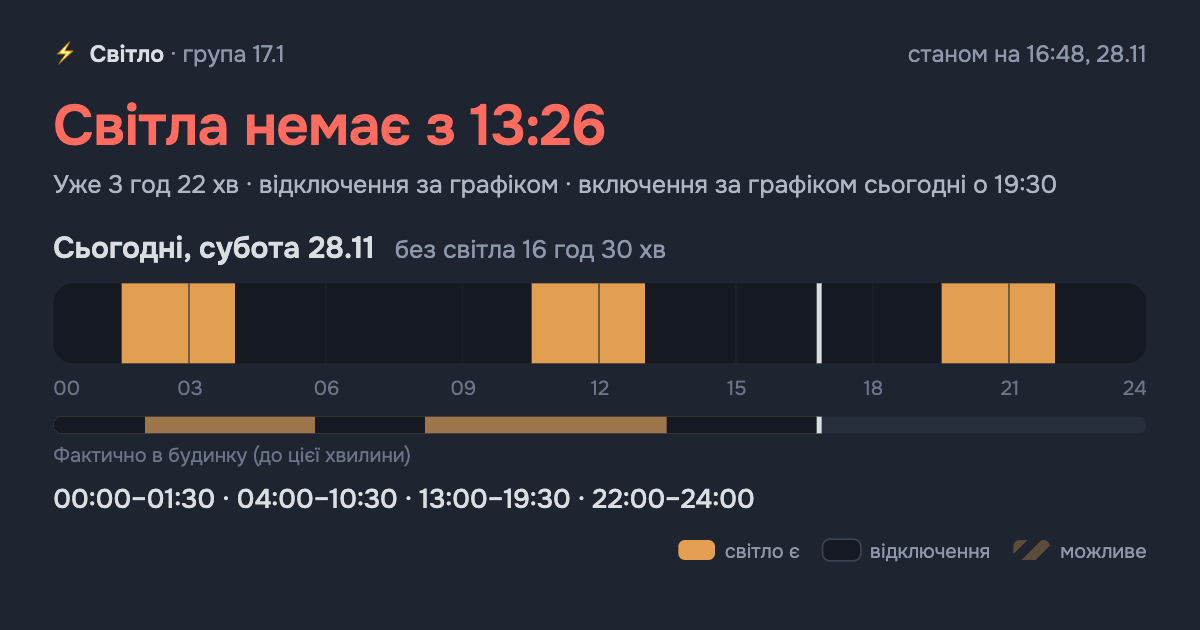 ⚡ Світло · група 17.1
станом на 16:48, 28.11
Світла немає з 13:26
Уже 3 год 22 хв · відключення за графіком · включення за графіком сьогодні о 19:30
Сьогодні, субота 28.11 без світла 16 год 30 хв
00 03 06 09 12 15 18 21 24
Фактично в будинку (до цієї хвилини)
00:00–01:30 · 04:00–10:30 · 13:00–19:30 · 22:00–24:00
світло є відключення можливе